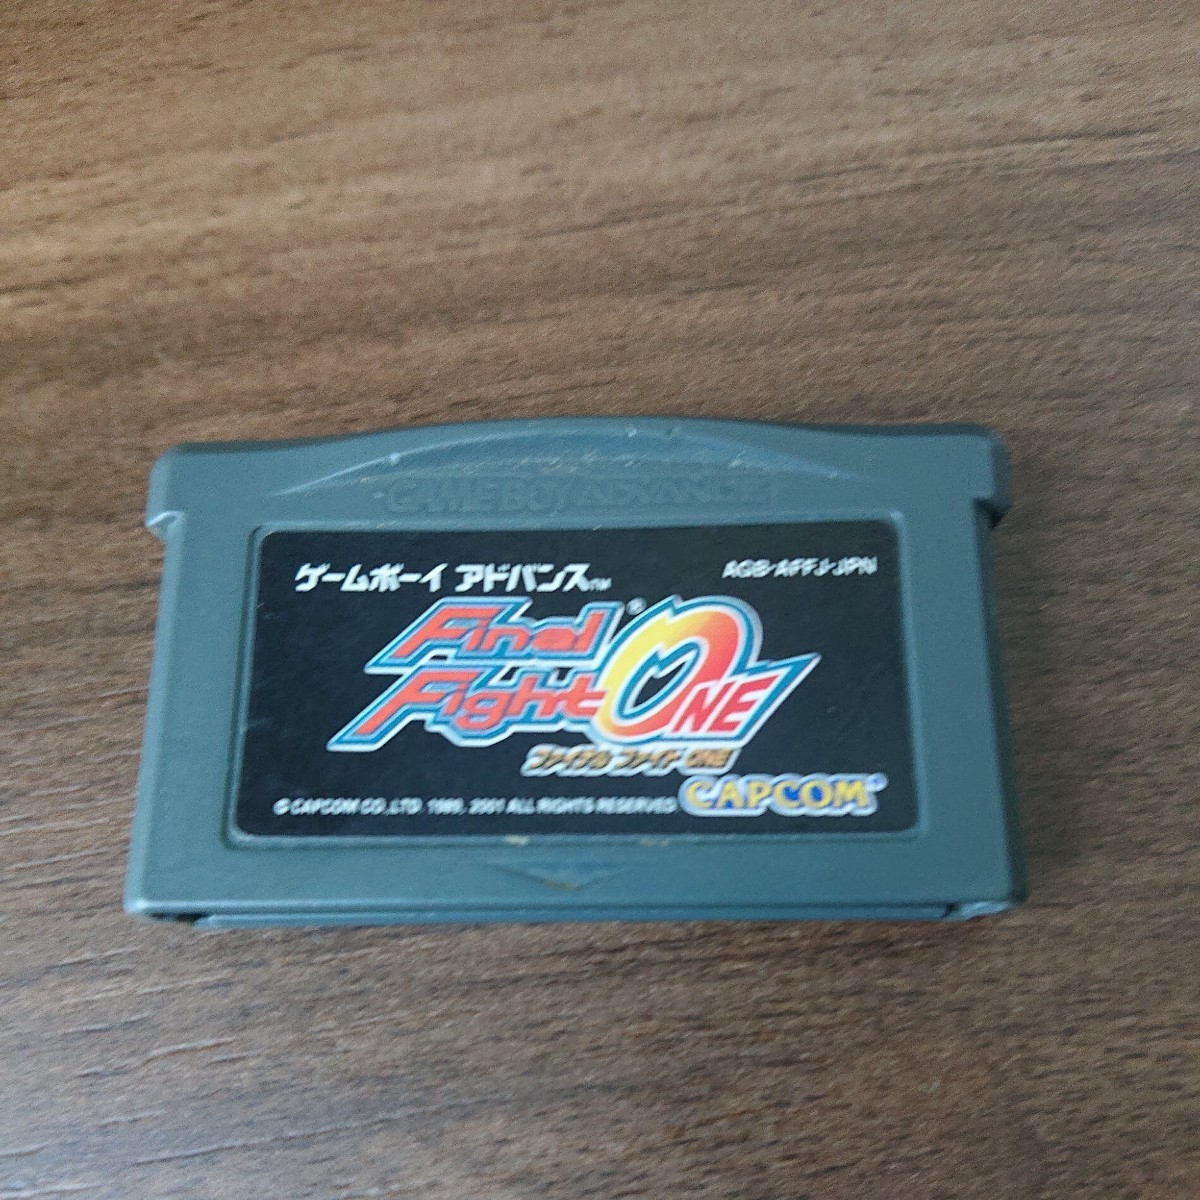 GAME BOY ADVANCE
ゲームボーイ アドバンス™
AGB-AFFJ-JPN
Final®
Fight ONE
ファイナル ファイト ONE
© CAPCOM CO.,LTD. 1989, 2001 ALL RIGHTS RESERVED
CAPCOM®